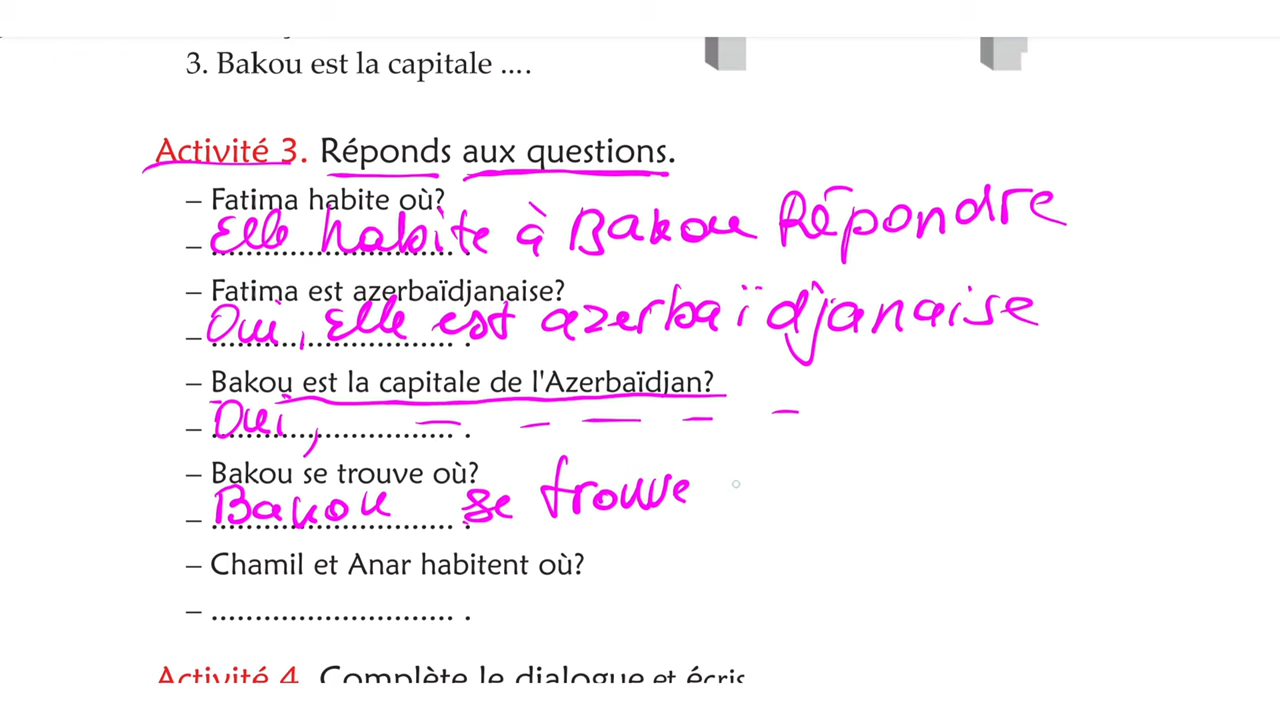 3. Bakou est la capitale ....
Activité 3. Réponds aux questions.
– Fatima habite où?
– Elle habite à Bakou Répondre
– Fatima est azerbaïdjanaise?
– Oui, Elle est azerbaïdjanaise
– Bakou est la capitale de l'Azerbaïdjan?
– Oui, – – – – –
– Bakou se trouve où?
– Bakou se trouve
– Chamil et Anar habitent où?
– ............................ .
Activité 4. Complète le dialogue et écris